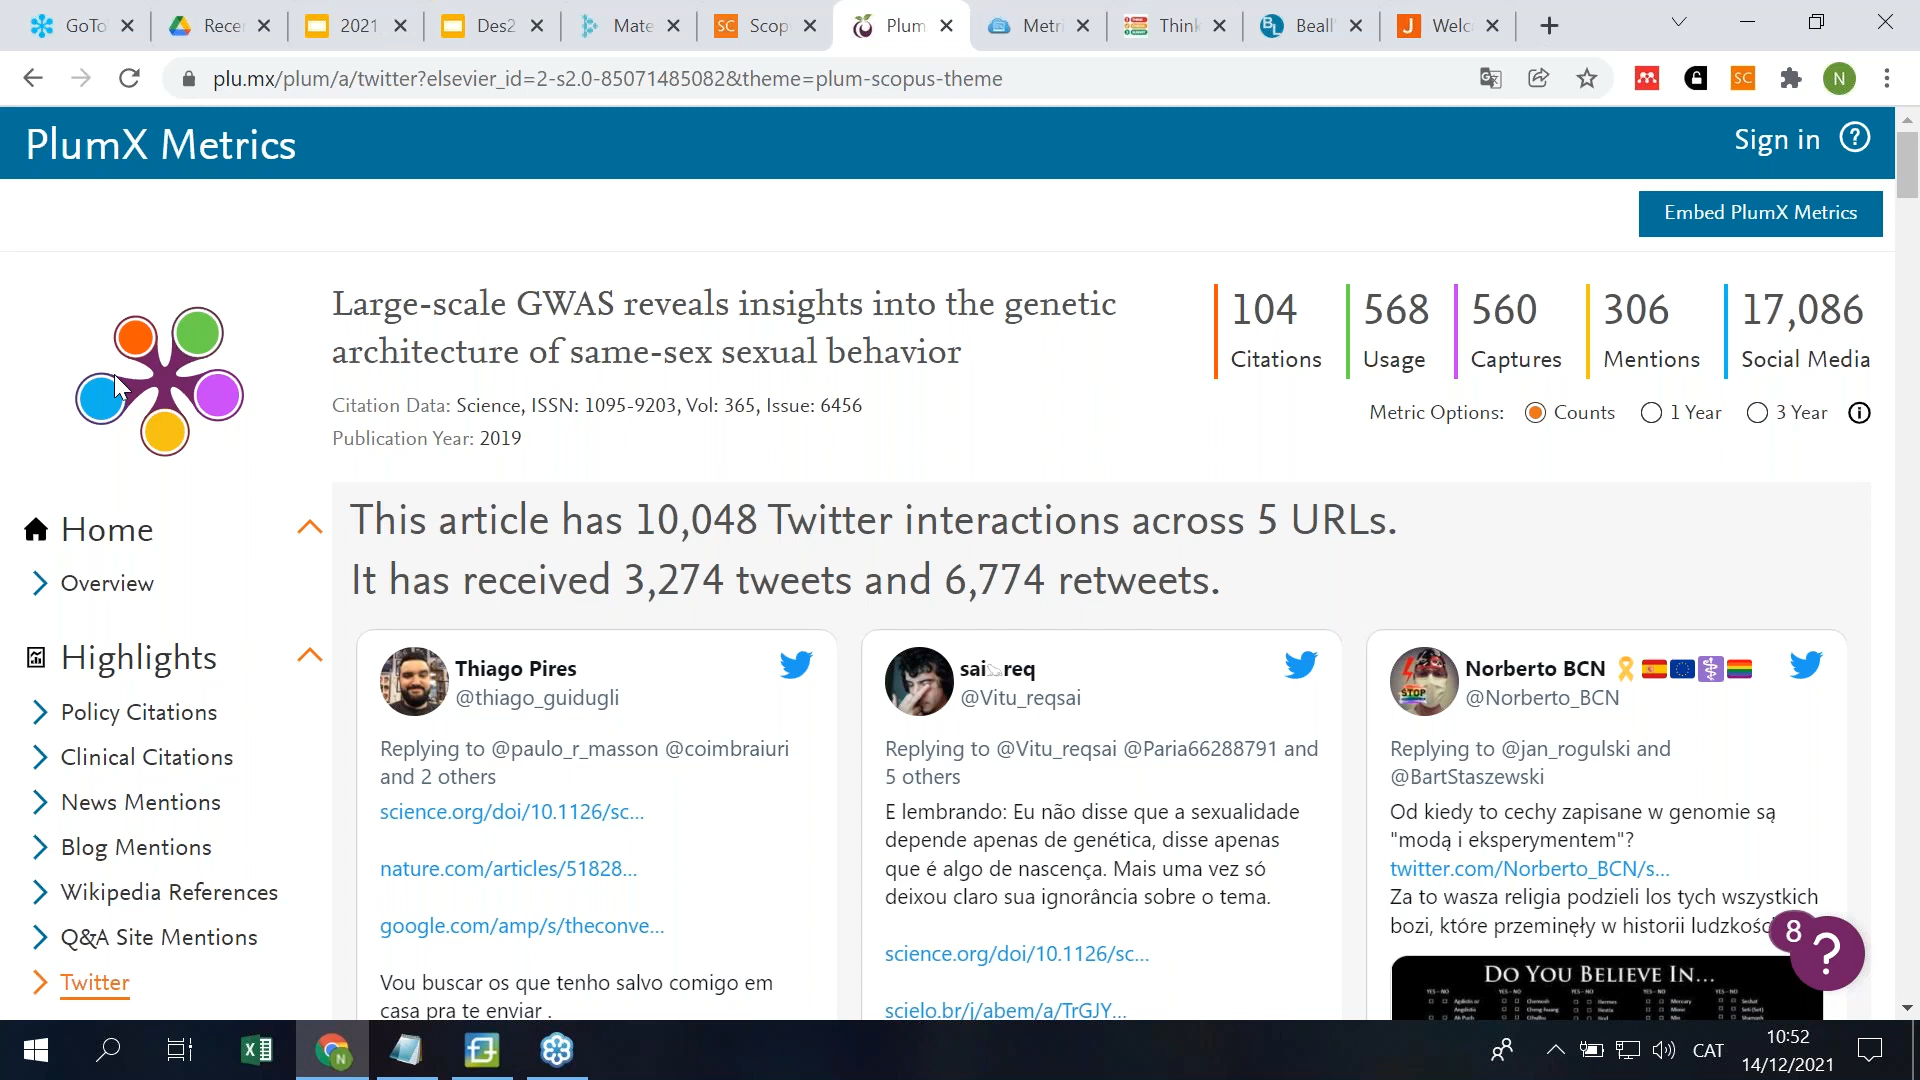 GoTo
Rece
2021
Des2
Mate
SC Scop
Plum
Metri
Think
BL Beall'
J Welc
plu.mx/plum/a/twitter?elsevier_id=2-s2.0-85071485082&theme=plum-scopus-theme
SC
N
PlumX Metrics
Sign in
Embed PlumX Metrics
Large-scale GWAS reveals insights into the genetic
architecture of same-sex sexual behavior
Citation Data: Science, ISSN: 1095-9203, Vol: 365, Issue: 6456
Publication Year: 2019
104 568 560 306 17,086
Citations Usage Captures Mentions Social Media
Metric Options: Counts 1 Year 3 Year
Home
Overview
Highlights
Policy Citations
Clinical Citations
News Mentions
Blog Mentions
Wikipedia References
Q&A Site Mentions
Twitter
This article has 10,048 Twitter interactions across 5 URLs.
It has received 3,274 tweets and 6,774 retweets.
Thiago Pires
@thiago_guidugli
Replying to @paulo_r_masson @coimbraiuri
and 2 others
science.org/doi/10.1126/sc...
nature.com/articles/51828...
google.com/amp/s/theconve...
Vou buscar os que tenho salvo comigo em
casa pra te enviar .
sai req
@Vitu_reqsai
Replying to @Vitu_reqsai @Paria66288791 and
5 others
E lembrando: Eu não disse que a sexualidade
depende apenas de genética, disse apenas
que é algo de nascença. Mais uma vez só
deixou claro sua ignorância sobre o tema.
science.org/doi/10.1126/sc...
scielo.br/j/abem/a/TrGJY...
Norberto BCN
@Norberto_BCN
STOP
Replying to @jan_rogulski and
@BartStaszewski
Od kiedy to cechy zapisane w genomie są
"modą i eksperymentem"?
twitter.com/Norberto_BCN/s...
Za to wasza religia podzieli los tych wszystkich
bozi, które przeminęły w historii ludzkośc
DO YOU BELIEVE IN...
8 ?
CAT
10:52
14/12/2021